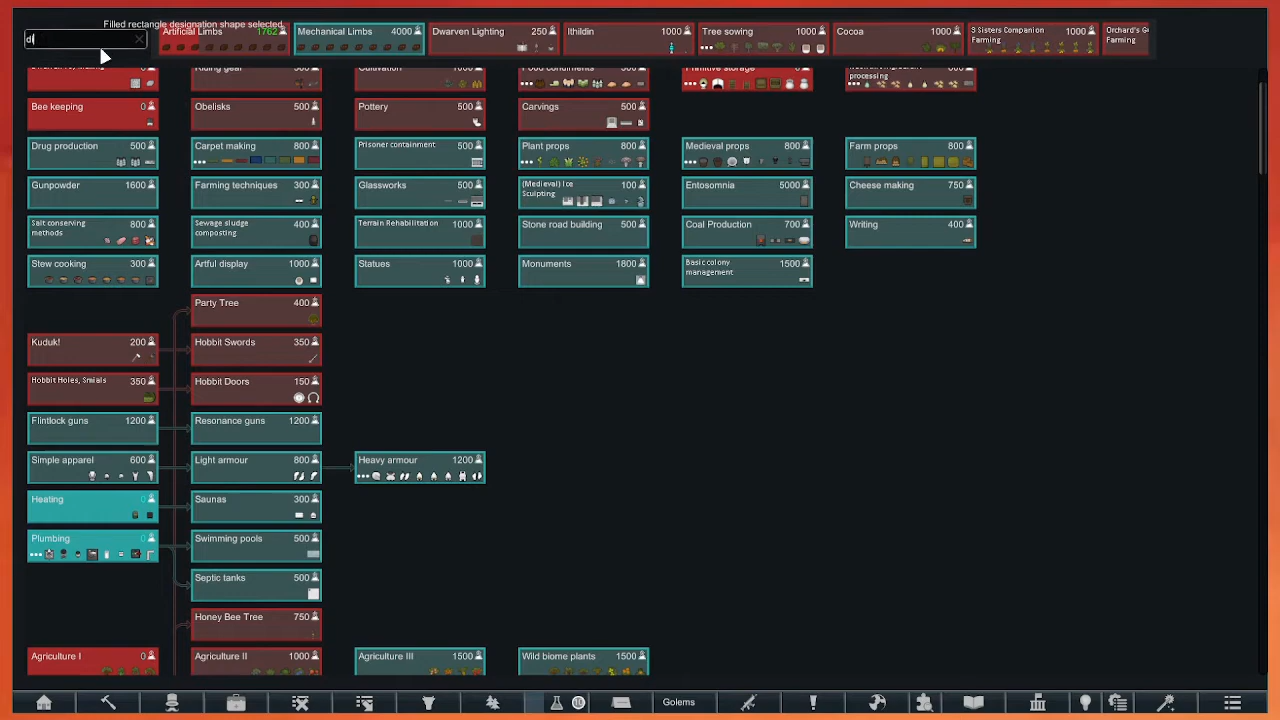 Filled rectangle designation shape selected.
d
Artificial Limbs 1762
Mechanical Limbs 4000
Dwarven Lighting 250
Ithildin 1000
Tree sowing 1000
Cocoa 1000
3 Sisters Companion Farming 1000
Orchard's G
Farming
Riding gear
Cultivation
Food condiments
Primitive storage 0
processing
Bee keeping 0
Obelisks 500
Pottery 500
Carvings 500
Drug production 500
Carpet making 800
Prisoner containment 500
Plant props 800
Medieval props 800
Farm props 800
Gunpowder 1600
Farming techniques 300
Glassworks 500
(Medieval) Ice Sculpting 100
Entosomnia 5000
Cheese making 750
Salt conserving methods 800
Sewage sludge composting 400
Terrain Rehabilitation 1000
Stone road building 500
Coal Production 700
Writing 400
Stew cooking 300
Artful display 1000
Statues 1000
Monuments 1800
Basic colony management 1500
Party Tree 400
Kuduk! 200
Hobbit Swords 350
Hobbit Holes, Smials 350
Hobbit Doors 150
Flintlock guns 1200
Resonance guns 1200
Simple apparel 600
Light armour 800
Heavy armour 1200
Heating 0
Saunas 300
Plumbing 0
Swimming pools 500
Septic tanks 500
Honey Bee Tree 750
Agriculture I 0
Agriculture II 1000
Agriculture III 1500
Wild biome plants 1500
Golems